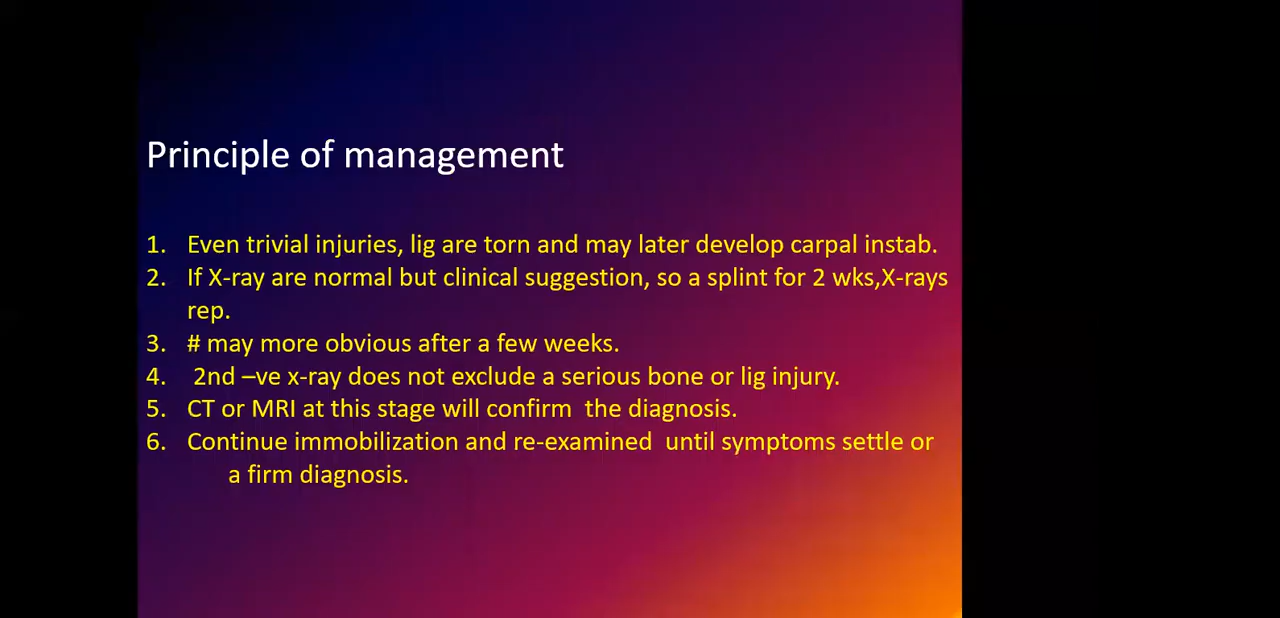 Principle of management
1. Even trivial injuries, lig are torn and may later develop carpal instab.
2. If X-ray are normal but clinical suggestion, so a splint for 2 wks,X-rays
rep.
3. # may more obvious after a few weeks.
4. 2nd –ve x-ray does not exclude a serious bone or lig injury.
5. CT or MRI at this stage will confirm the diagnosis.
6. Continue immobilization and re-examined until symptoms settle or
a firm diagnosis.